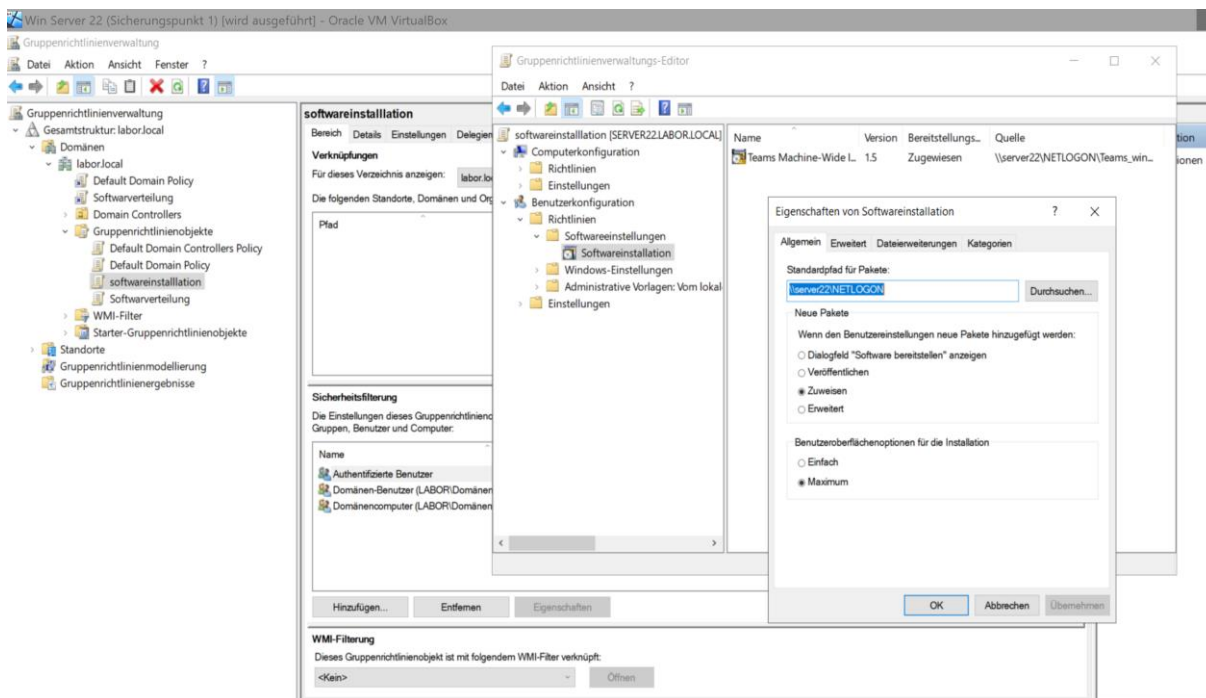 Win Server 22 (Sicherungspunkt 1) [wird ausgeführt] - Oracle VM VirtualBox
Gruppenrichtlinienverwaltung
Datei Aktion Ansicht Fenster ?
Gruppenrichtlinienverwaltung
Gesamtstruktur: labor.local
Domänen
labor.local
Default Domain Policy
Softwarverteilung
Domain Controllers
Gruppenrichtlinienobjekte
Default Domain Controllers Policy
Default Domain Policy
softwareinstalllation
Softwarverteilung
WMI-Filter
Starter-Gruppenrichtlinienobjekte
Standorte
Gruppenrichtlinienmodellierung
Gruppenrichtlinienergebnisse
softwareinstalllation
Bereich Details Einstellungen Delegier
Verknüpfungen
Für dieses Verzeichnis anzeigen: labor.lo
Die folgenden Standorte, Domänen und Org
Pfad
Sicherheitsfilterung
Die Einstellungen dieses Gruppenrichtlinieno
Gruppen, Benutzer und Computer:
Name
Authentifizierte Benutzer
Domänen-Benutzer (LABOR\Domänen
Domänencomputer (LABOR\Domänen
Hinzufügen... Entfernen Eigenschaften
WMI-Filterung
Dieses Gruppenrichtlinienobjekt ist mit folgendem WMI-Filter verknüpft:
<Kein> Öffnen
Gruppenrichtlinienverwaltungs-Editor
Datei Aktion Ansicht ?
softwareinstalllation [SERVER22.LABOR.LOCAL]
Computerkonfiguration
Richtlinien
Einstellungen
Benutzerkonfiguration
Richtlinien
Softwareeinstellungen
Softwareinstallation
Windows-Einstellungen
Administrative Vorlagen: Vom lokal
Einstellungen
Name Version Bereitstellungs... Quelle
Teams Machine-Wide I... 1.5 Zugewiesen \\server22\NETLOGON\Teams_win...
Eigenschaften von Softwareinstallation ?
Allgemein Erweitert Dateierweiterungen Kategorien
Standardpfad für Pakete:
\\server22\NETLOGON Durchsuchen...
Neue Pakete
Wenn den Benutzereinstellungen neue Pakete hinzugefügt werden:
Dialogfeld "Software bereitstellen" anzeigen
Veröffentlichen
Zuweisen
Erweitert
Benutzeroberflächenoptionen für die Installation
Einfach
Maximum
OK Abbrechen Übernehmen
tion
ionen